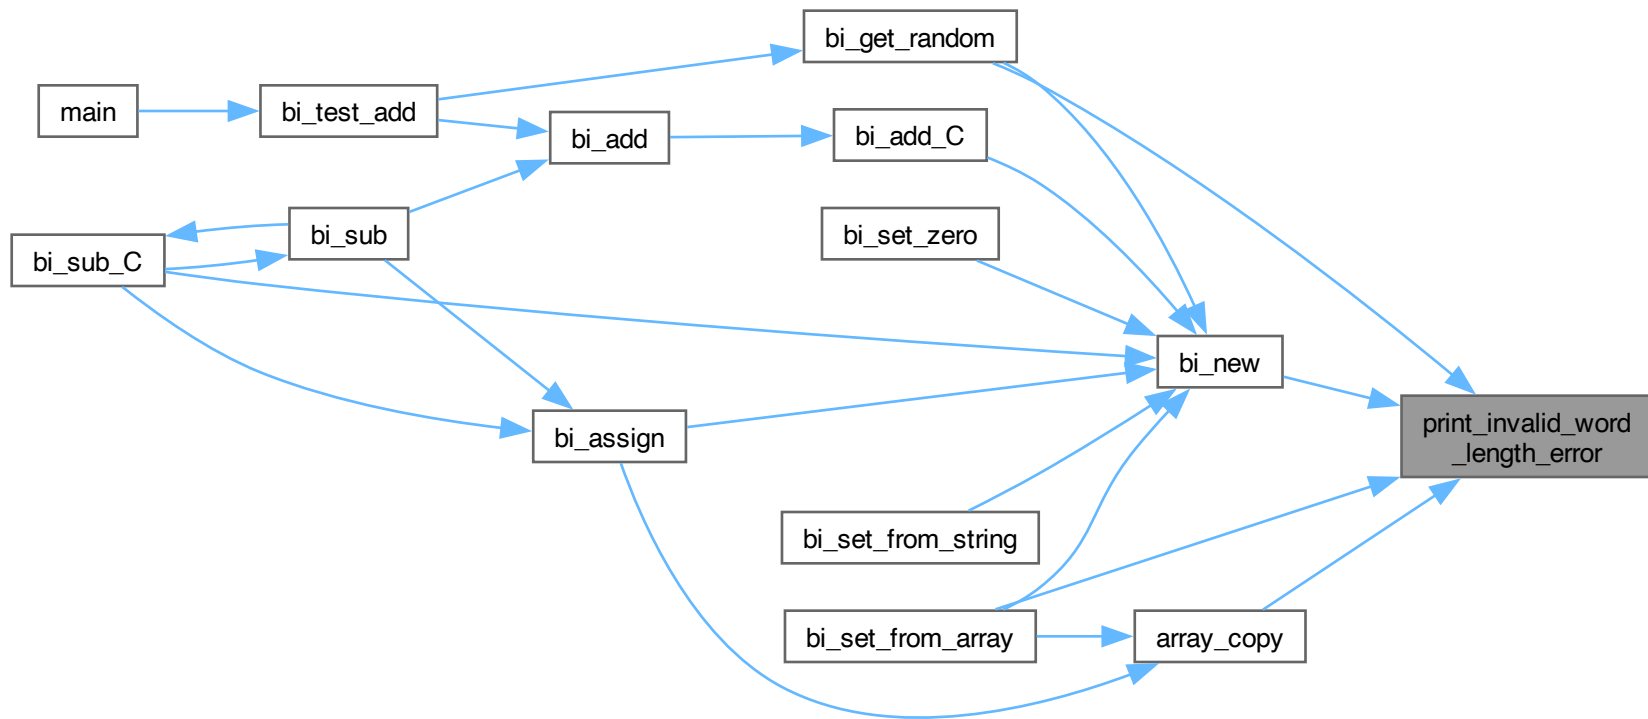 bi_get_random
main
bi_test_add
bi_add
bi_add_C
bi_sub
bi_set_zero
bi_sub_C
bi_new
bi_assign
print_invalid_word
_length_error
bi_set_from_string
bi_set_from_array
array_copy